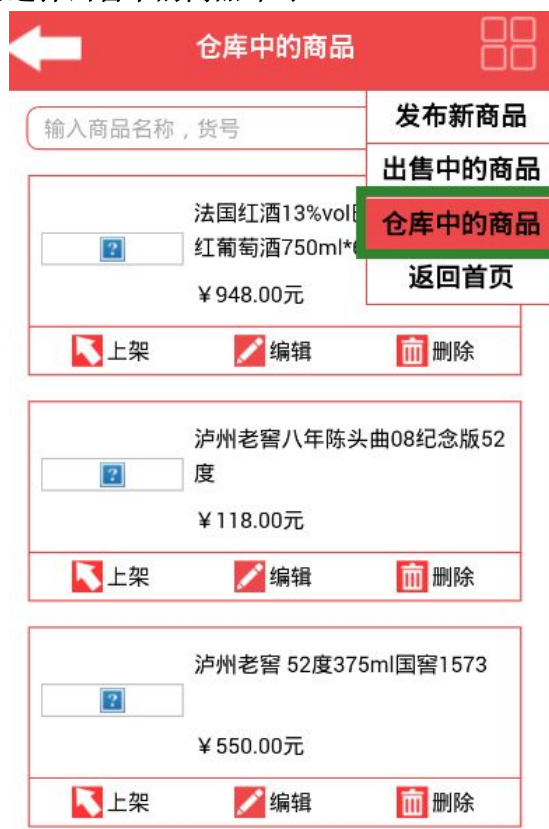 仓库中的商品
输入商品名称，货号
发布新商品
出售中的商品
仓库中的商品
返回首页
法国红酒13%vol
红葡萄酒750ml*
￥948.00元
上架 编辑 删除
泸州老窖八年陈头曲08纪念版52
度
￥118.00元
上架 编辑 删除
泸州老窖 52度375ml国窖1573
￥550.00元
上架 编辑 删除